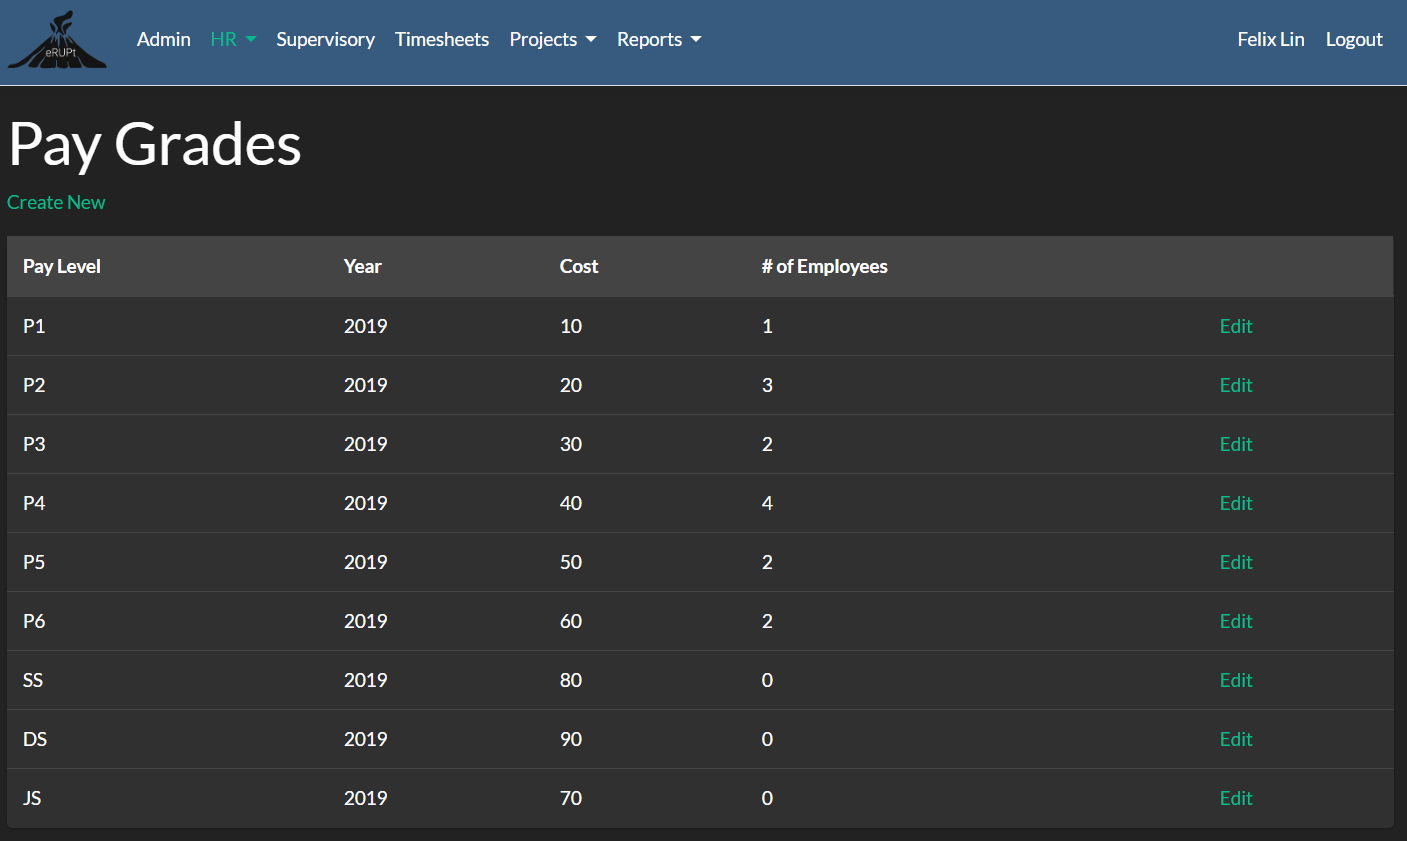 eRUPt Admin HR Supervisory Timesheets Projects Reports Felix Lin Logout
Pay Grades
Create New
Pay Level Year Cost # of Employees
P1 2019 10 1 Edit
P2 2019 20 3 Edit
P3 2019 30 2 Edit
P4 2019 40 4 Edit
P5 2019 50 2 Edit
P6 2019 60 2 Edit
SS 2019 80 0 Edit
DS 2019 90 0 Edit
JS 2019 70 0 Edit